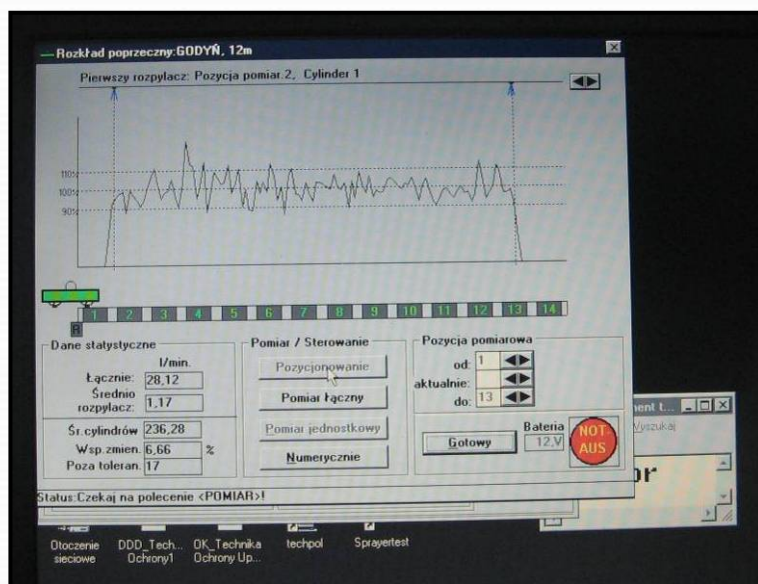 Rozkład poprzeczny:GODYŃ, 12m
Pierwszy rozpylacz: Pozycja pomiar.2, Cylinder 1
110%
100%
90%
1 2 3 4 5 6 7 8 9 10 11 12 13 14
R
Dane statystyczne
l/min.
Łącznie: 28,12
Średnio rozpylacz: 1,17
Śr.cylindrów 236,28
Wsp.zmien. 6,66 %
Poza toleran. 17
Pomiar / Sterowanie
Pozycjonowanie
Pomiar łączny
Pomiar jednostkowy
Numerycznie
Pozycja pomiarowa
od: 1
aktualnie:
do: 13
Gotowy
Bateria
12,V
NOT
AUS
Status:Czekaj na polecenie <POMIAR>!
ment t...
Wyszukaj
or
Otoczenie
sieciowe
DDD_Tech...
Ochrony1
OK_Technika
Ochrony Up...
techpol
Sprayertest